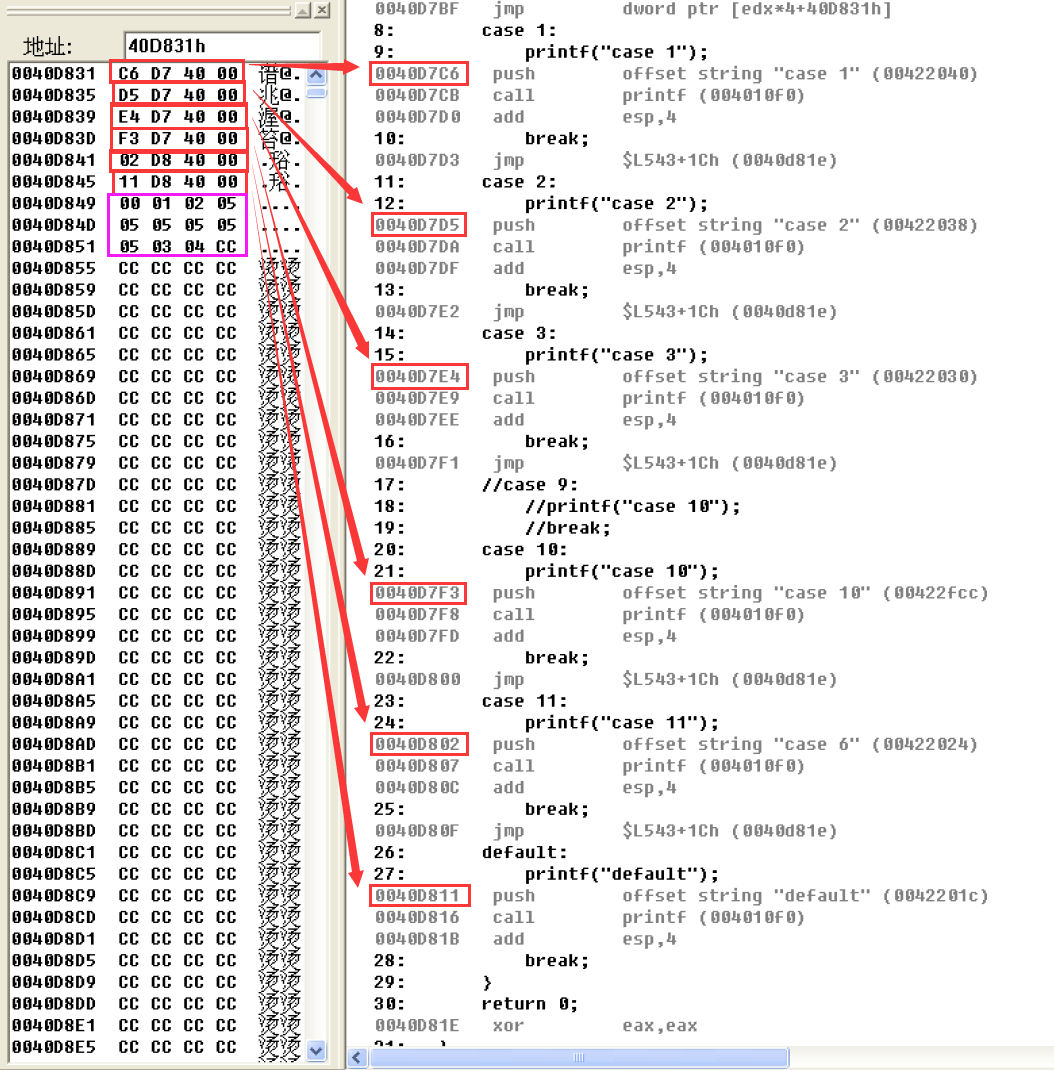 地址: 40D831h
0040D831 C6 D7 40 00 谱@.
0040D835 D5 D7 40 00 兆@.
0040D839 E4 D7 40 00 渥@.
0040D83D F3 D7 40 00 @.
0040D841 02 D8 40 00 .谸.
0040D845 11 D8 40 00 .谸.
0040D849 00 01 02 05 ....
0040D84D 05 05 05 05 ....
0040D851 05 03 04 CC ....
0040D855 CC CC CC CC 烫烫
0040D859 CC CC CC CC 烫烫
0040D85D CC CC CC CC 烫烫
0040D861 CC CC CC CC 烫烫
0040D865 CC CC CC CC 烫烫
0040D869 CC CC CC CC 烫烫
0040D86D CC CC CC CC 烫烫
0040D871 CC CC CC CC 烫烫
0040D875 CC CC CC CC 烫烫
0040D879 CC CC CC CC 烫烫
0040D87D CC CC CC CC 烫烫
0040D881 CC CC CC CC 烫烫
0040D885 CC CC CC CC 烫烫
0040D889 CC CC CC CC 烫烫
0040D88D CC CC CC CC 烫烫
0040D891 CC CC CC CC 烫烫
0040D895 CC CC CC CC 烫烫
0040D899 CC CC CC CC 烫烫
0040D89D CC CC CC CC 烫烫
0040D8A1 CC CC CC CC 烫烫
0040D8A5 CC CC CC CC 烫烫
0040D8A9 CC CC CC CC 烫烫
0040D8AD CC CC CC CC 烫烫
0040D8B1 CC CC CC CC 烫烫
0040D8B5 CC CC CC CC 烫烫
0040D8B9 CC CC CC CC 烫烫
0040D8BD CC CC CC CC 烫烫
0040D8C1 CC CC CC CC 烫烫
0040D8C5 CC CC CC CC 烫烫
0040D8C9 CC CC CC CC 烫烫
0040D8CD CC CC CC CC 烫烫
0040D8D1 CC CC CC CC 烫烫
0040D8D5 CC CC CC CC 烫烫
0040D8D9 CC CC CC CC 烫烫
0040D8DD CC CC CC CC 烫烫
0040D8E1 CC CC CC CC 烫烫
0040D8E5 CC CC CC CC 烫烫
0040D7BF jmp dword ptr [edx*4+40D831h]
8: case 1:
9: printf("case 1");
0040D7C6 push offset string "case 1" (00422040)
0040D7CB call printf (004010f0)
0040D7D0 add esp,4
10: break;
0040D7D3 jmp $L543+1Ch (0040d81e)
11: case 2:
12: printf("case 2");
0040D7D5 push offset string "case 2" (00422038)
0040D7DA call printf (004010f0)
0040D7DF add esp,4
13: break;
0040D7E2 jmp $L543+1Ch (0040d81e)
14: case 3:
15: printf("case 3");
0040D7E4 push offset string "case 3" (00422030)
0040D7E9 call printf (004010f0)
0040D7EE add esp,4
16: break;
0040D7F1 jmp $L543+1Ch (0040d81e)
17: //case 9:
18: //printf("case 10");
19: //break;
20: case 10:
21: printf("case 10");
0040D7F3 push offset string "case 10" (00422fcc)
0040D7F8 call printf (004010f0)
0040D7FD add esp,4
22: break;
0040D800 jmp $L543+1Ch (0040d81e)
23: case 11:
24: printf("case 11");
0040D802 push offset string "case 6" (00422024)
0040D807 call printf (004010f0)
0040D80C add esp,4
25: break;
0040D80F jmp $L543+1Ch (0040d81e)
26: default:
27: printf("default");
0040D811 push offset string "default" (0042201c)
0040D816 call printf (004010f0)
0040D81B add esp,4
28: break;
29: }
30: return 0;
0040D81E xor eax,eax